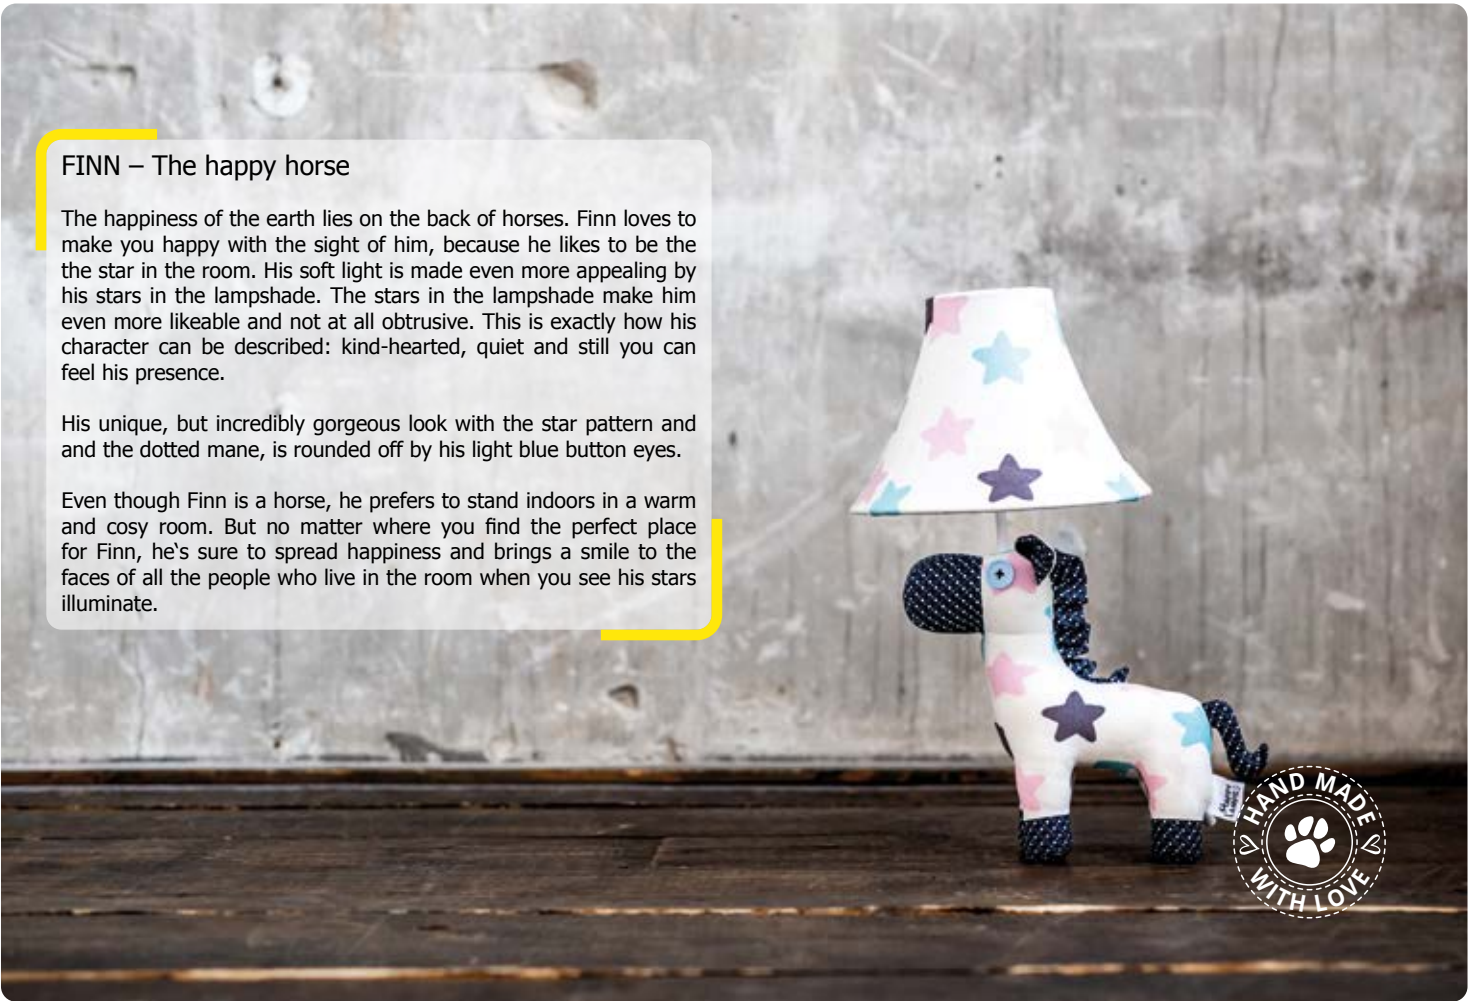 FINN – The happy horse
The happiness of the earth lies on the back of horses. Finn loves to
make you happy with the sight of him, because he likes to be the
the star in the room. His soft light is made even more appealing by
his stars in the lampshade. The stars in the lampshade make him
even more likeable and not at all obtrusive. This is exactly how his
character can be described: kind-hearted, quiet and still you can
feel his presence.
His unique, but incredibly gorgeous look with the star pattern and
and the dotted mane, is rounded off by his light blue button eyes.
Even though Finn is a horse, he prefers to stand indoors in a warm
and cosy room. But no matter where you find the perfect place
for Finn, he‘s sure to spread happiness and brings a smile to the
faces of all the people who live in the room when you see his stars
illuminate.
HAND MADE
WITH LOVE